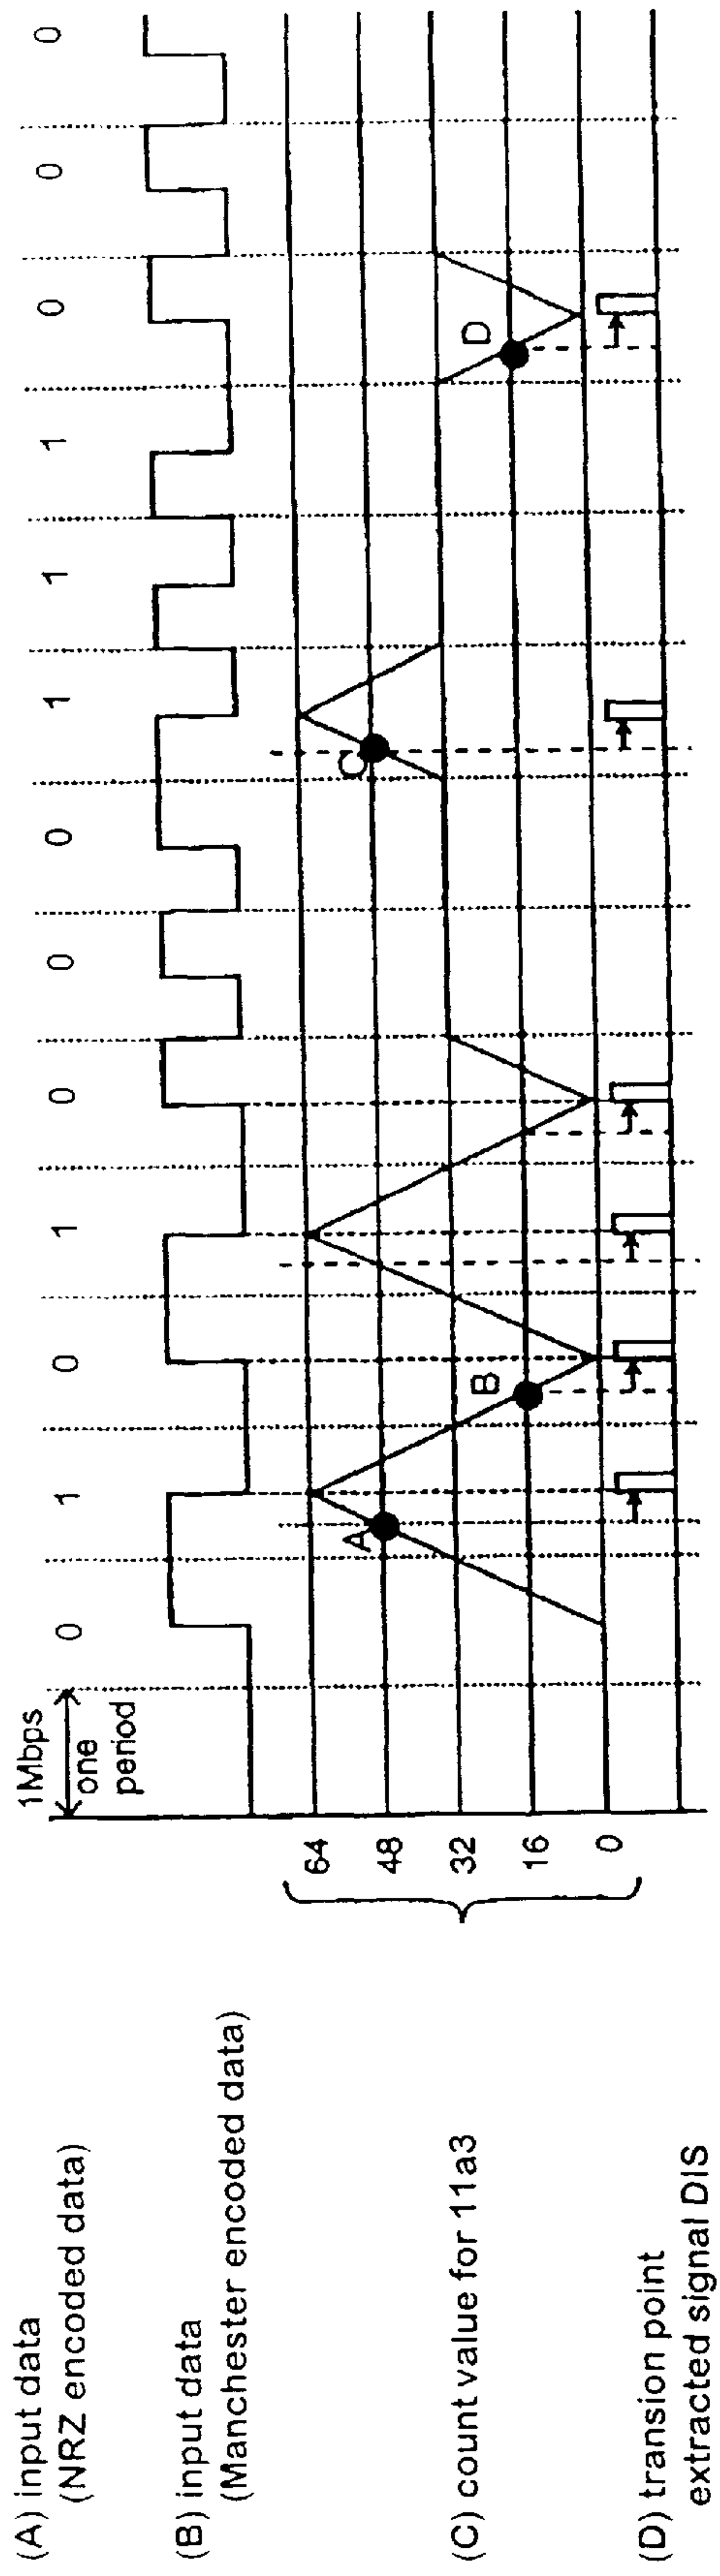 (A) input data
(NRZ encoded data)
1Mbps
one
period
0 1 0 1 0 0 0 1 1 1 0 0 0
(B) input data
(Manchester encoded data)
(C) count value for 11a3
64
48
32
16
0
A
B
C
D
(D) transion point
extracted signal DIS